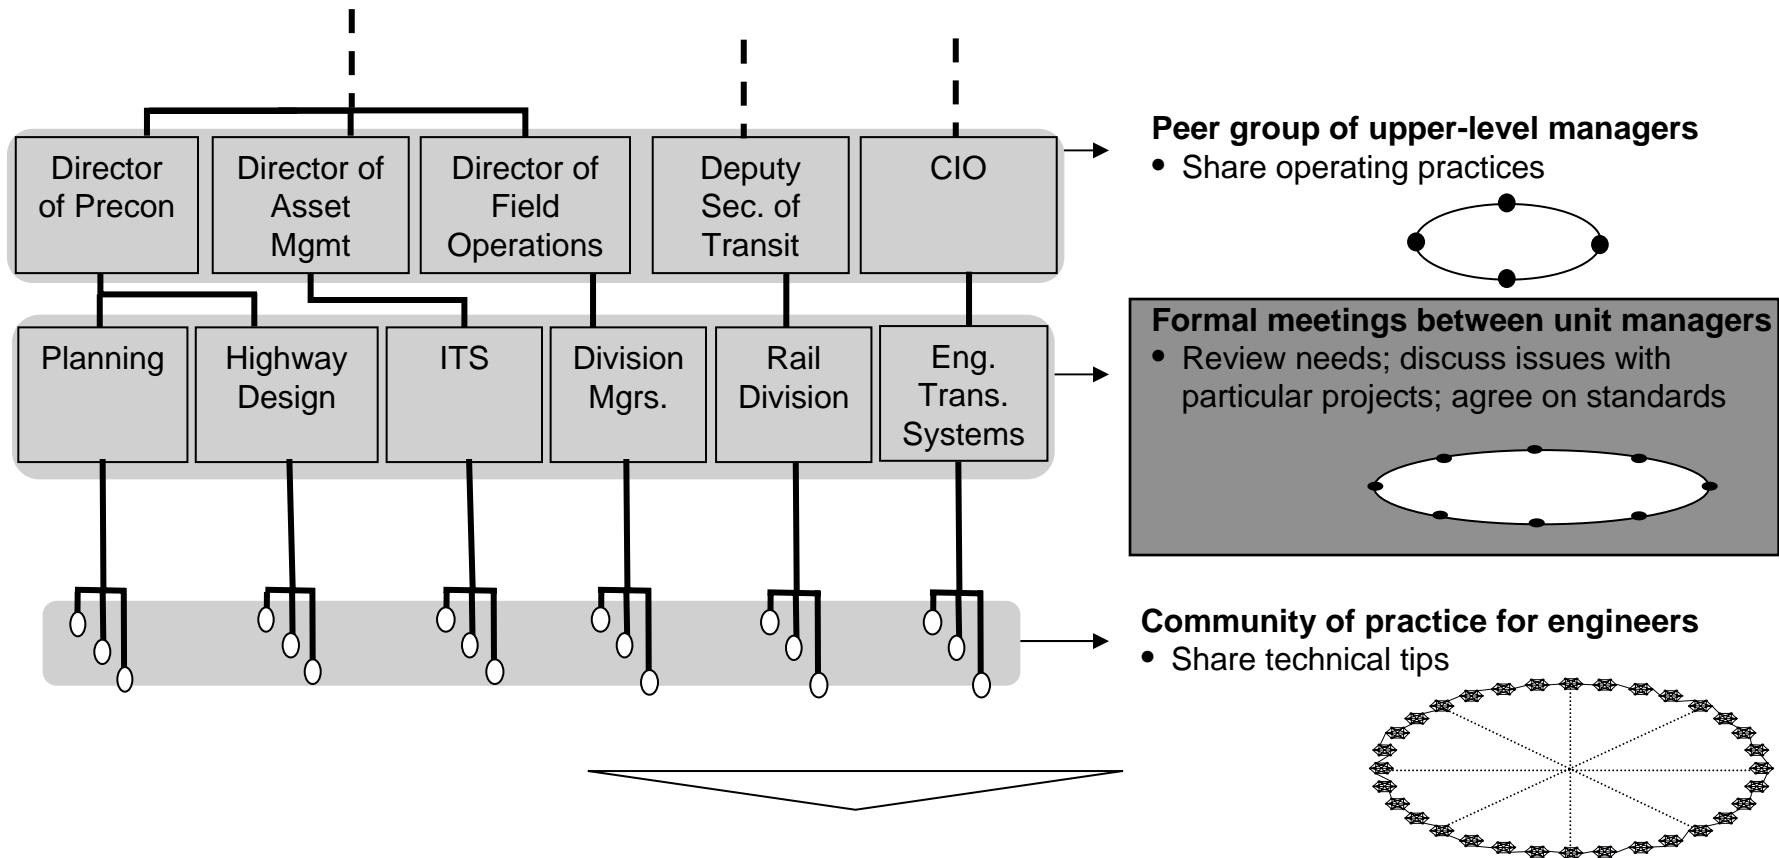 Director
of Precon
Director of
Asset
Mgmt
Director of
Field
Operations
Deputy
Sec. of
Transit
CIO
Peer group of upper-level managers
• Share operating practices
Planning
Highway
Design
ITS
Division
Mgrs.
Rail
Division
Eng.
Trans.
Systems
Formal meetings between unit managers
• Review needs; discuss issues with
particular projects; agree on standards
Community of practice for engineers
• Share technical tips